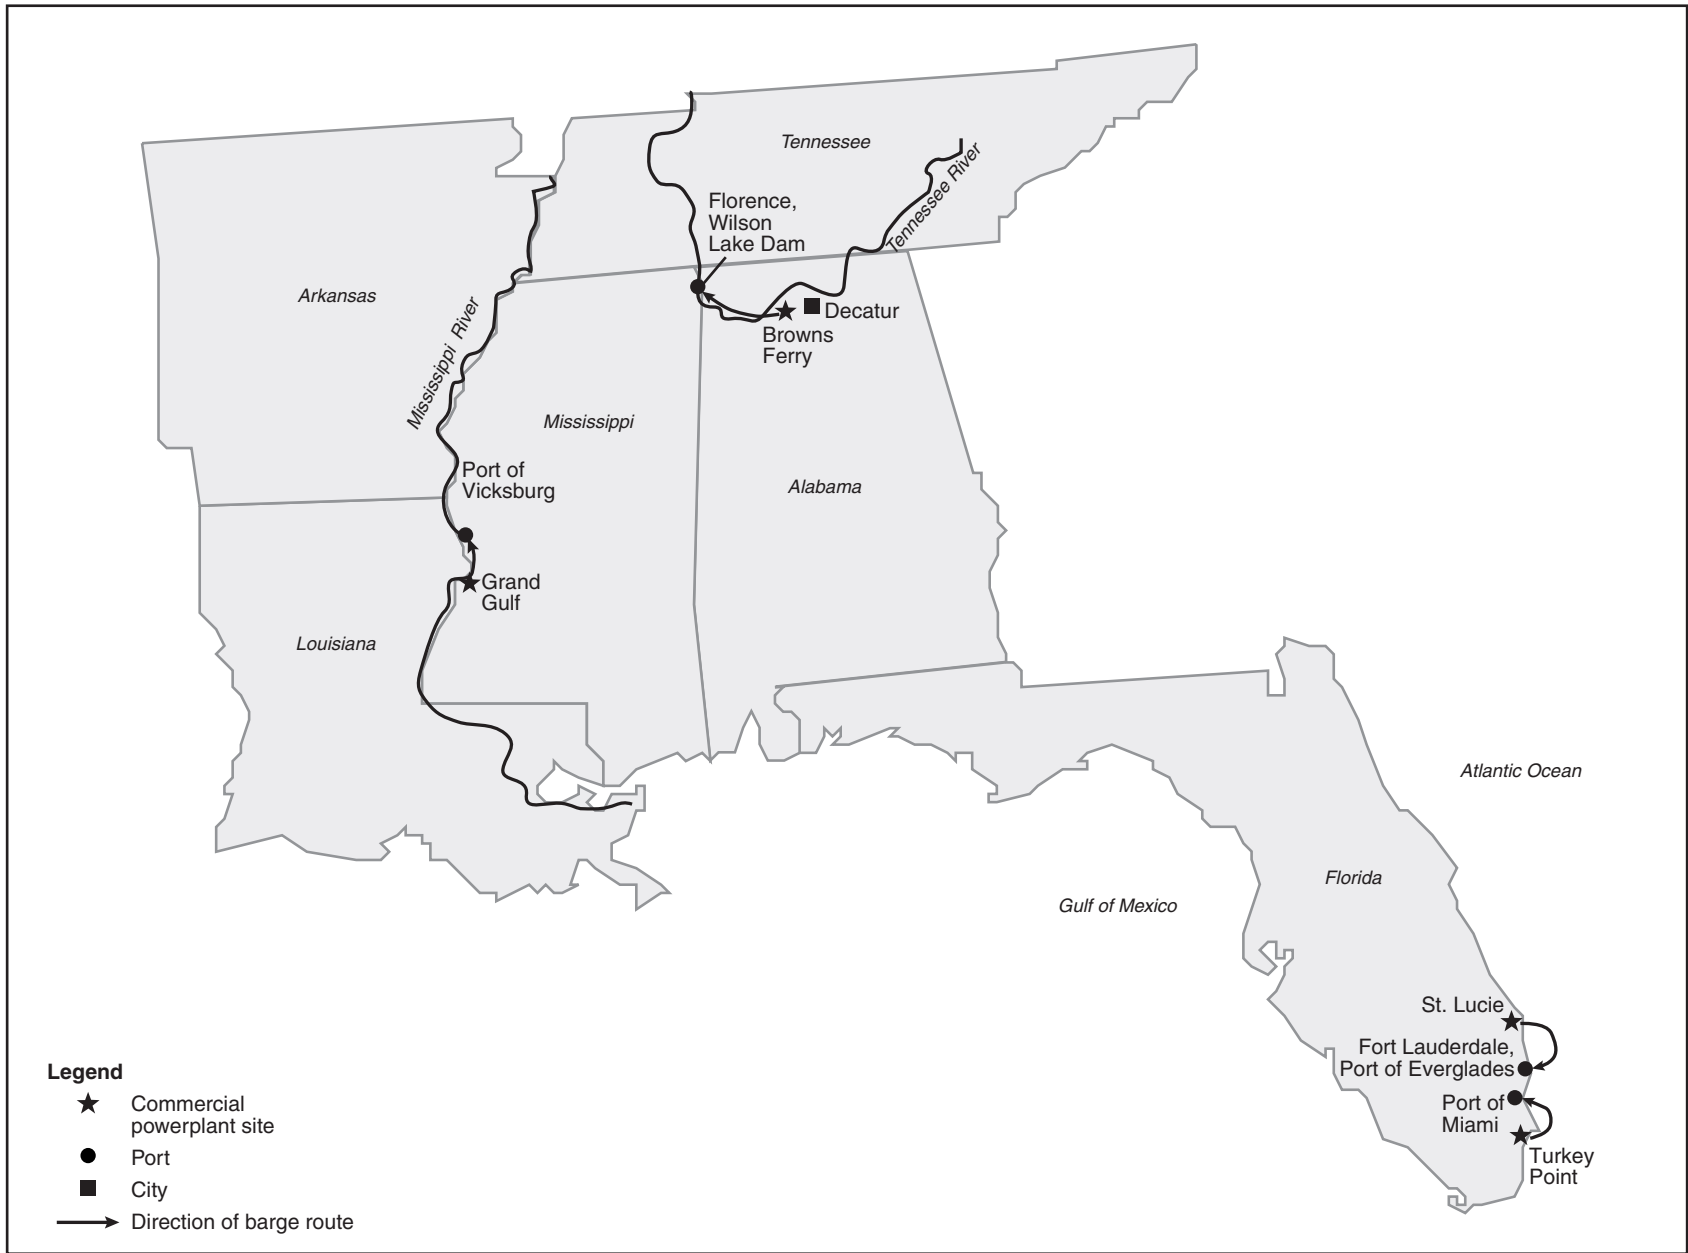 Tennessee
Tennessee River
Florence,
Wilson
Lake Dam
Arkansas
Mississippi River
Decatur
Browns
Ferry
Mississippi
Alabama
Port of
Vicksburg
Grand
Gulf
Louisiana
Atlantic Ocean
Florida
Gulf of Mexico
St. Lucie
Fort Lauderdale,
Port of Everglades
Port of
Miami
Turkey
Point
Legend
Commercial
powerplant site
Port
City
Direction of barge route